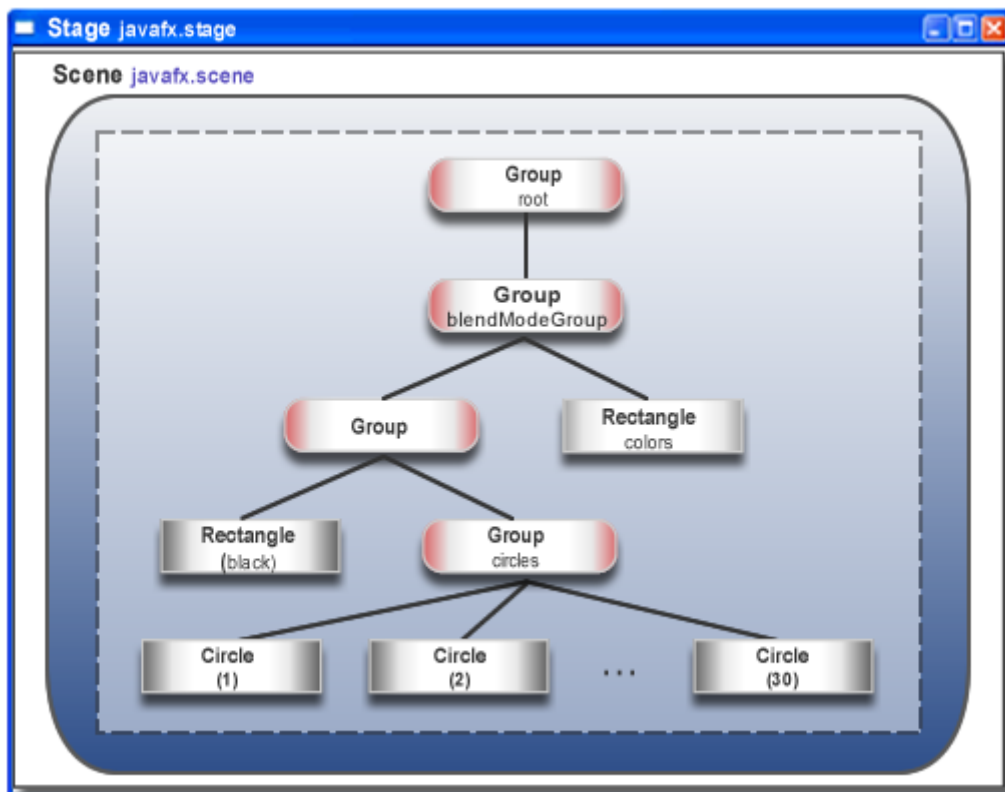 Stage javafx.stage
Scene javafx.scene
Group
root
Group
blendModeGroup
Group
Rectangle
colors
Rectangle
(black)
Group
circles
Circle
(1)
Circle
(2)
...
Circle
(30)